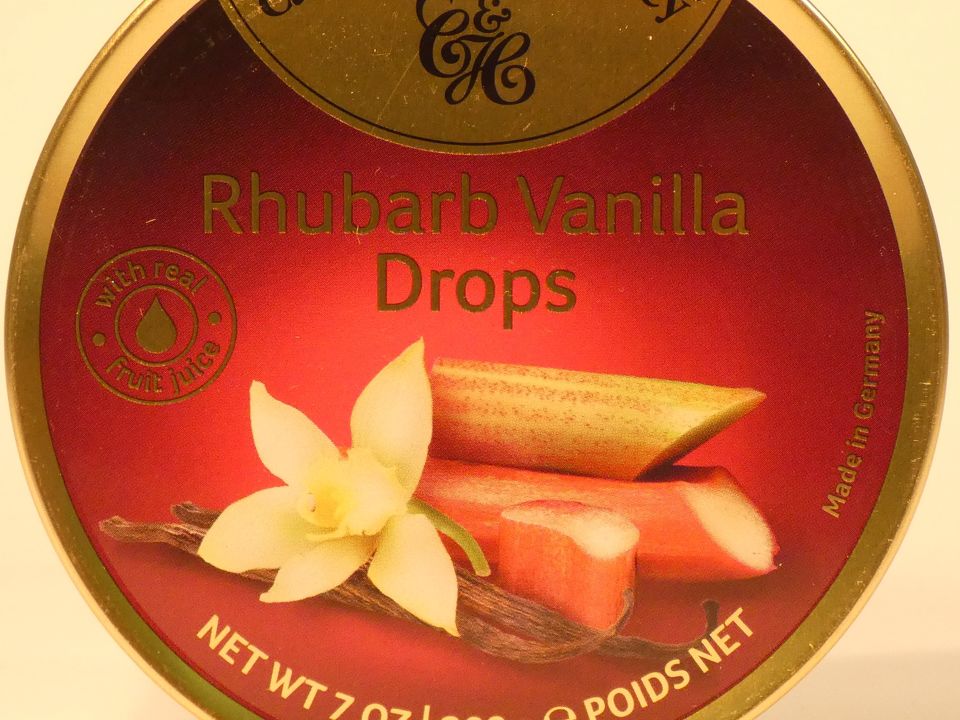 C&H
Rhubarb Vanilla
Drops
with real
fruit juice
Made in Germany
NET WT 7 OZ |
POIDS NET